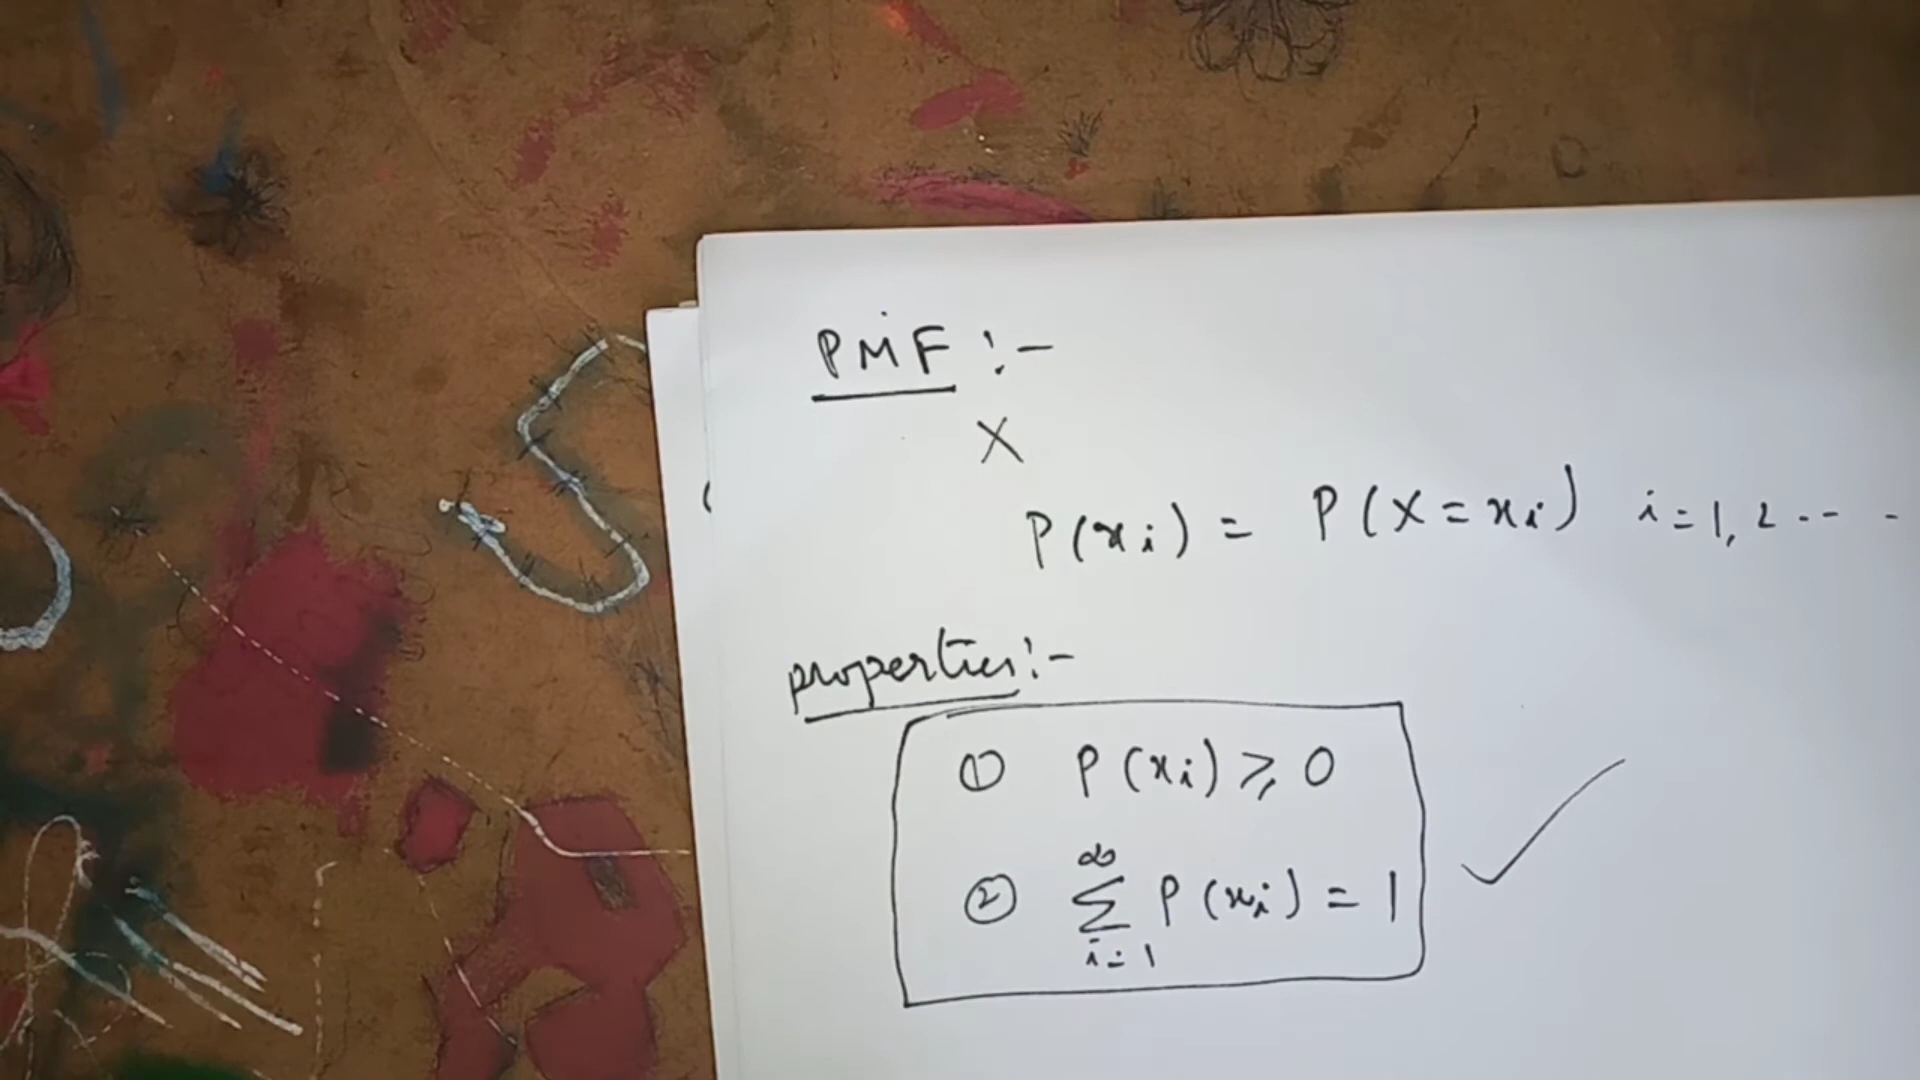 PMF :-
X
P(xi) = P(X = xi) i = 1, 2 -- - -
properties :-
① P(xi) ⩾ 0
② ∞∑i=1 P(xi) = 1